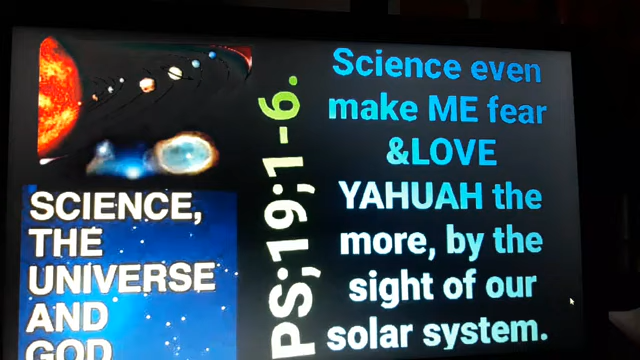 SCIENCE,
THE
UNIVERSE
AND
GOD
PS;19;1-6.
Science even
make ME fear
&LOVE
YAHUAH the
more, by the
sight of our
solar system.